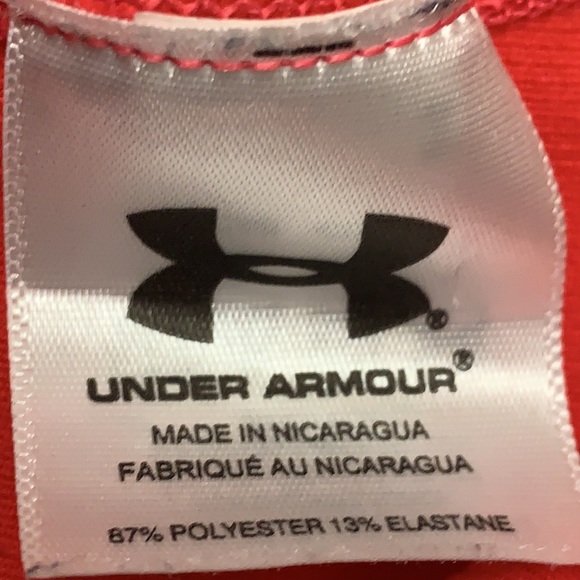 ®
UNDER ARMOUR®
MADE IN NICARAGUA
FABRIQUÉ AU NICARAGUA
87% POLYESTER 13% ELASTANE